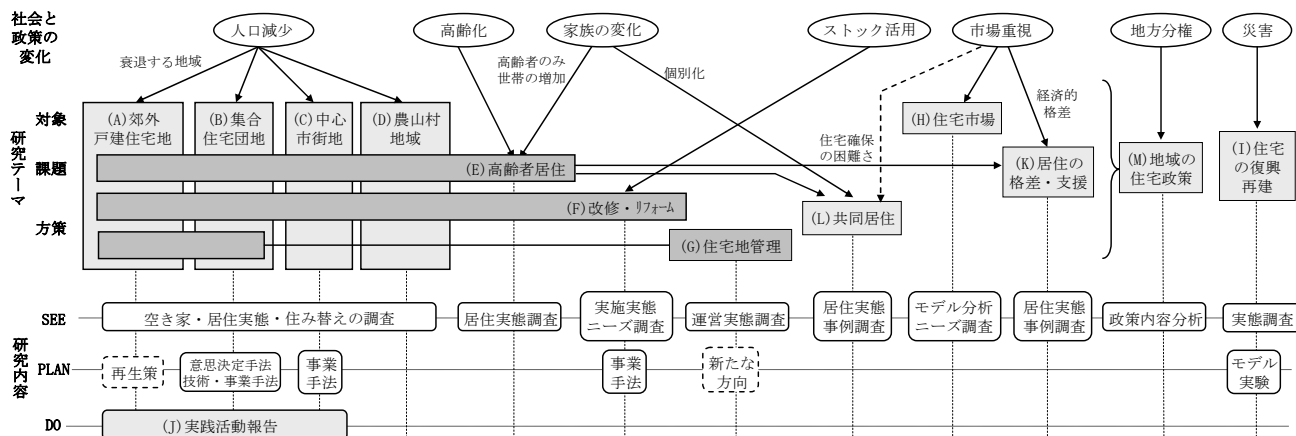 社会と
政策の
変化
人口減少
高齢化
家族の変化
ストック活用
市場重視
地方分権
災害
衰退する地域
高齢者のみ
世帯の増加
個別化
住宅確保
の困難さ
経済的
格差
研究テーマ
対象
課題
方策
(A)郊外
戸建住宅地
(B)集合
住宅団地
(C)中心
市街地
(D)農山村
地域
(E)高齢者居住
(F)改修・リフォーム
(G)住宅地管理
(H)住宅市場
(K)居住の
格差・支援
(L)共同居住
(M)地域の
住宅政策
(I)住宅
の復興
再建
研究内容
SEE
空き家・居住実態・住み替えの調査
居住実態調査
実施実態
ニーズ調査
運営実態調査
居住実態
事例調査
モデル分析
ニーズ調査
居住実態
事例調査
政策内容分析
実態調査
PLAN
再生策
意思決定手法
技術・事業手法
事業
手法
事業
手法
新たな
方向
モデル
実験
DO
(J)実践活動報告